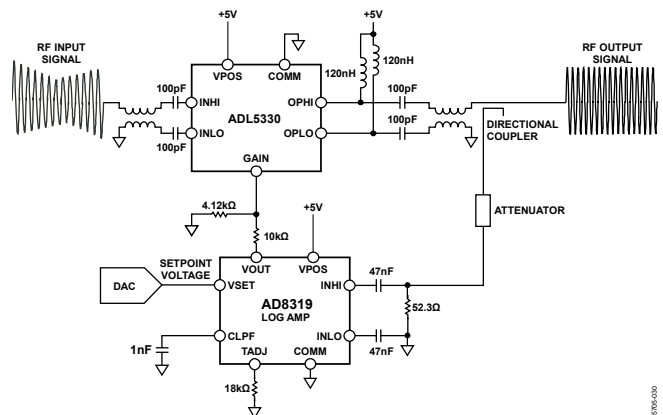 +5V
+5V
RF INPUT
SIGNAL
RF OUTPUT
SIGNAL
VPOS
COMM
120nH
120nH
100pF
INHI
ADL5330
OPHI
100pF
INLO
OPLO
100pF
100pF
DIRECTIONAL
COUPLER
GAIN
4.12kΩ
+5V
ATTENUATOR
10kΩ
SETPOINT
VOLTAGE
VOUT
VPOS
DAC
VSET
INHI
47nF
AD8319
LOG AMP
52.3Ω
CLPF
INLO
1nF
47nF
TADJ
COMM
18kΩ